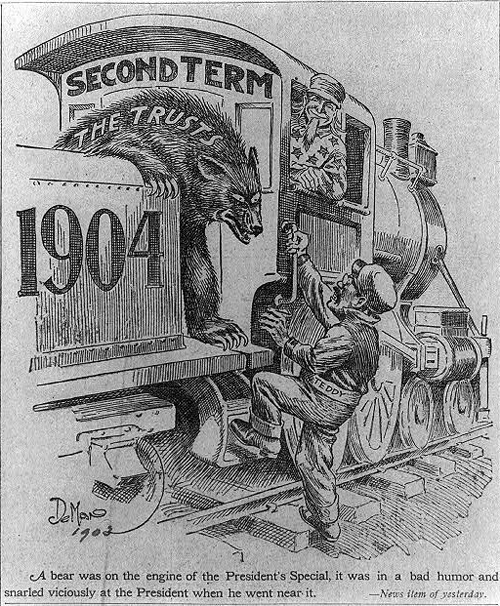 SECOND TERM
THE TRUSTS
1904
TEDDY
DeMar
1903
A bear was on the engine of the President's Special, it was in a bad humor and
snarled viciously at the President when he went near it.
—News item of yesterday.